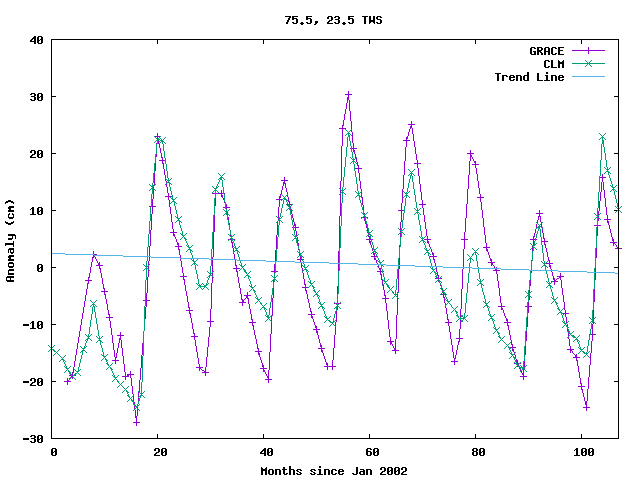 75.5, 23.5 TWS
GRACE
CLM
Trend Line
40
30
20
10
0
-10
-20
-30
Anomaly (cm)
0 20 40 60 80 100
Months since Jan 2002